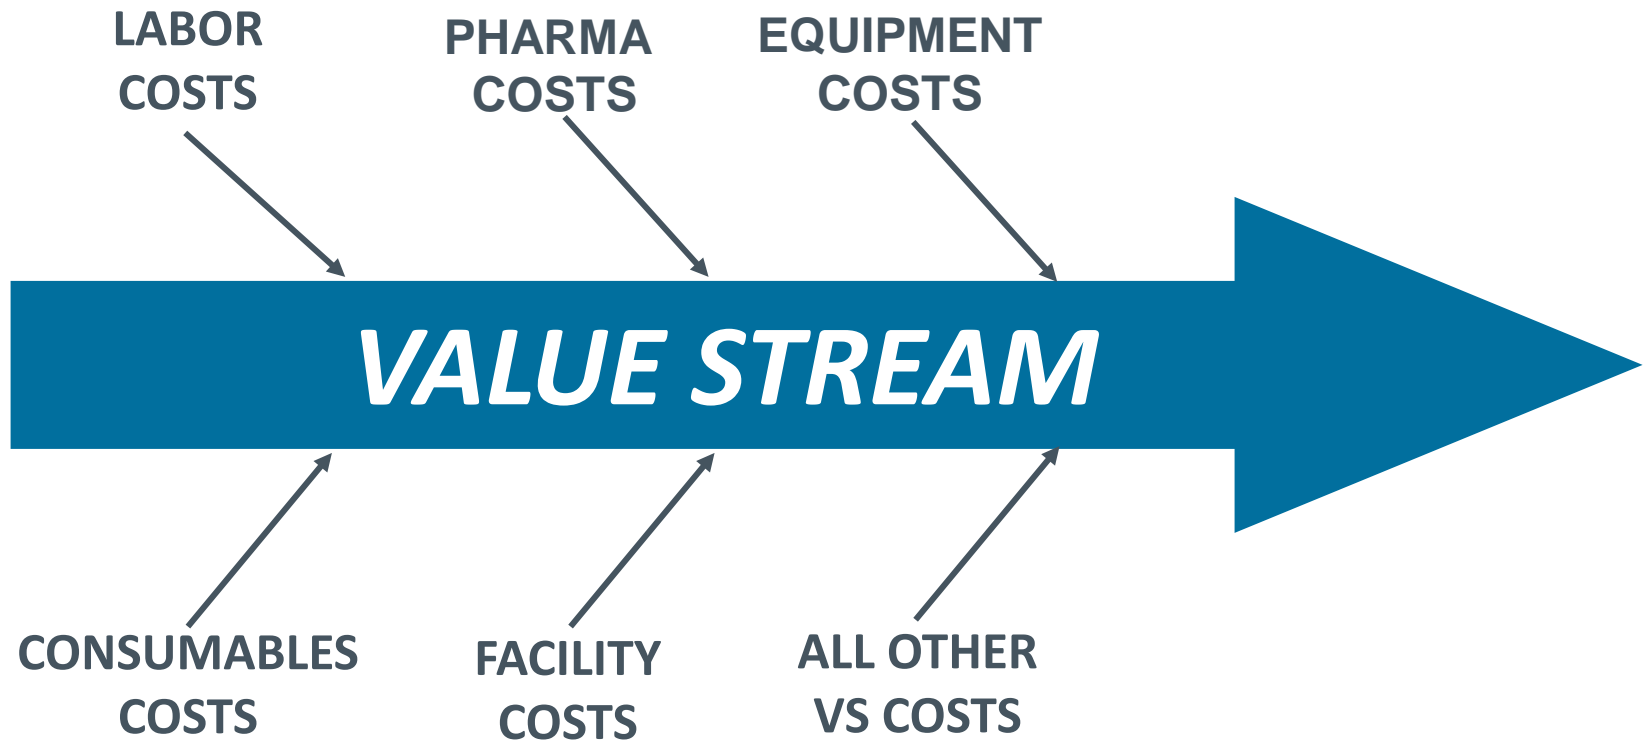 LABOR
COSTS
PHARMA
COSTS
EQUIPMENT
COSTS
VALUE STREAM
CONSUMABLES
COSTS
FACILITY
COSTS
ALL OTHER
VS COSTS